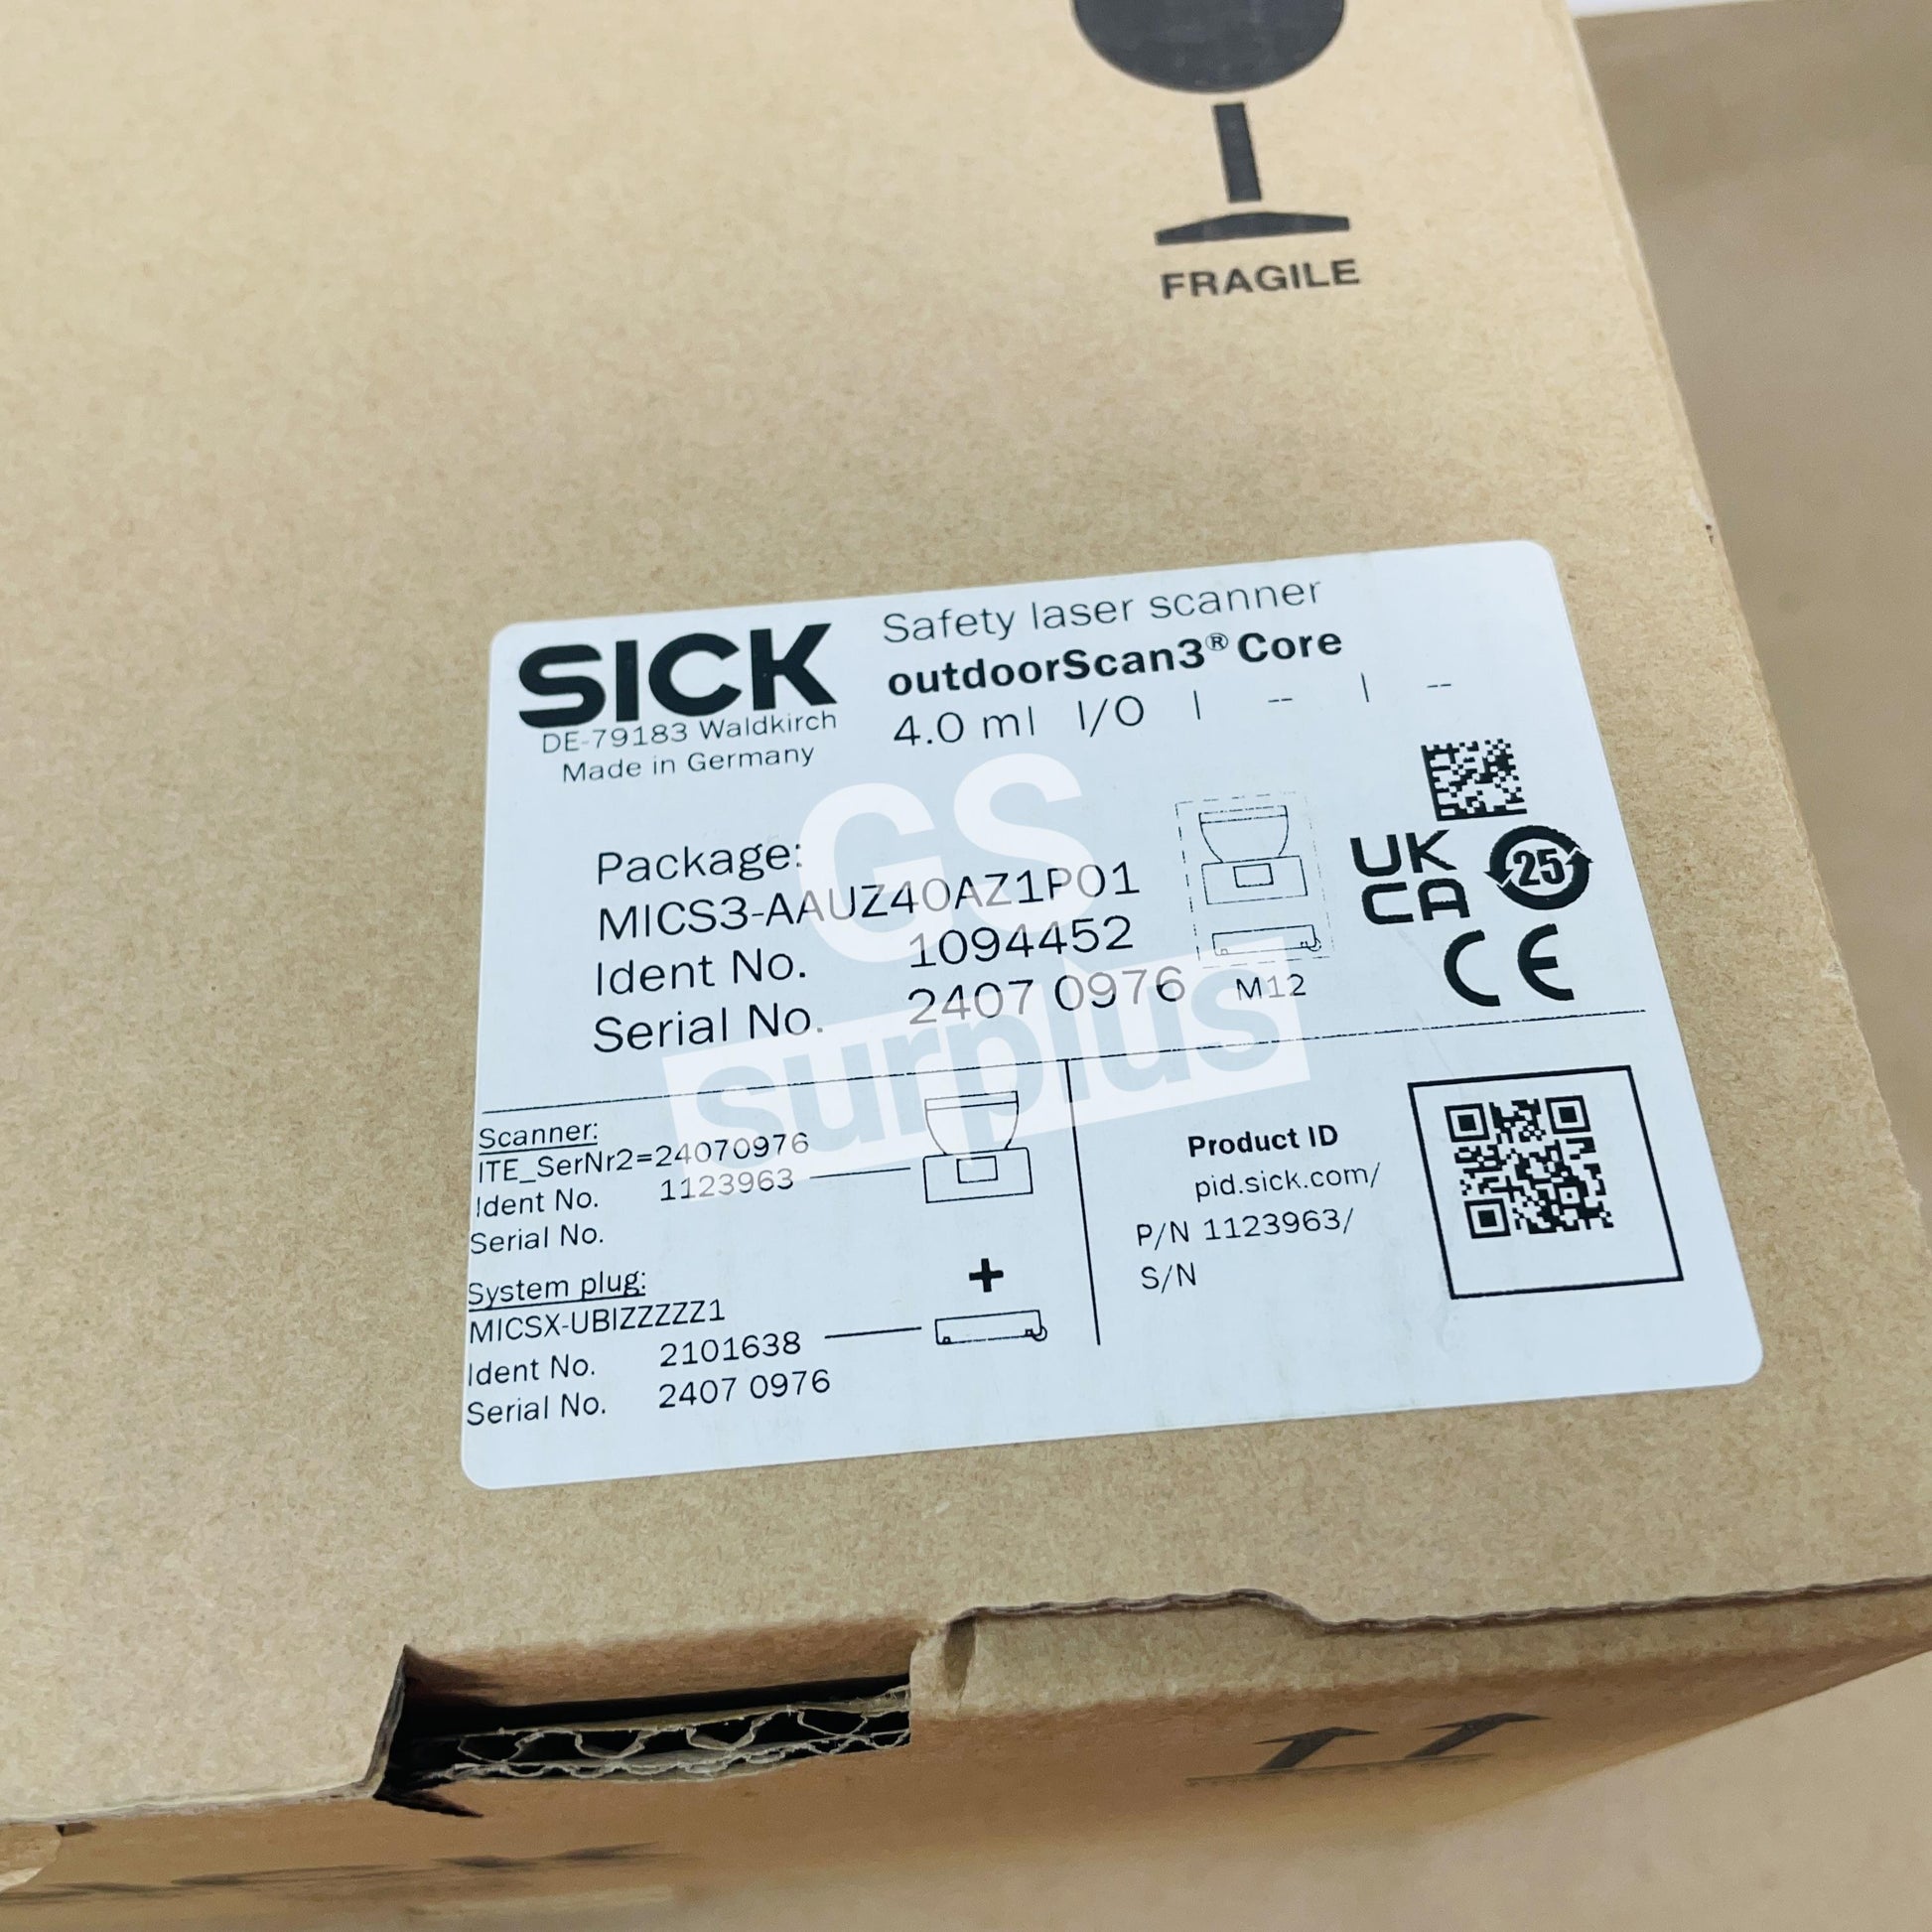 FRAGILE
SICK
DE-79183 Waldkirch
Made in Germany
Safety laser scanner
outdoorScan3® Core
4.0 m| I/O | -- | --
Package:
MICS3-AAUZ40AZ1P01
Ident No. 1094452
Serial No. 2407 0976
M12
UK
CA
25
CE
GS
surplus
Scanner:
ITE_SerNr2=24070976
Ident No. 1123963
Serial No.
+
System plug:
MICSX-UBIZZZZZ1
Ident No. 2101638
Serial No. 2407 0976
Product ID
pid.sick.com/
P/N 1123963/
S/N